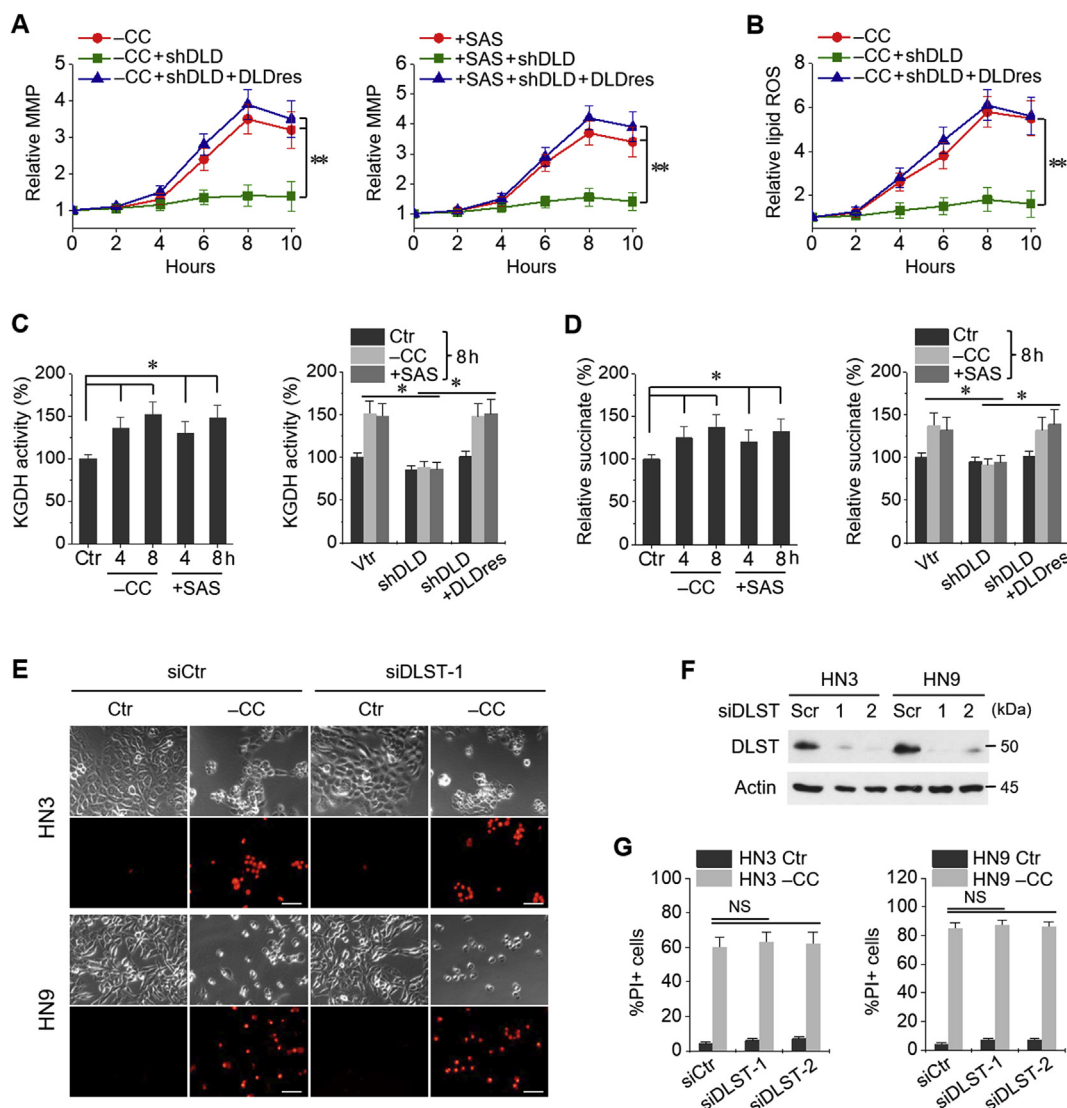 A
–CC
–CC+shDLD
–CC+shDLD+DLDres
Relative MMP
4
3
2
1
0 2 4 6 8 10
Hours
**
+SAS
+SAS+shDLD
+SAS+shDLD+DLDres
Relative MMP
6
5
4
3
2
1
0 2 4 6 8 10
Hours
**
B
–CC
–CC+shDLD
–CC+shDLD+DLDres
Relative lipid ROS
8
6
4
2
0 2 4 6 8 10
Hours
**
C
KGDH activity (%)
200
150
100
50
0
*
Ctr 4 8 4 8 h
–CC +SAS
Ctr
–CC
+SAS
8 h
KGDH activity (%)
200
150
100
50
0
* *
Vtr shDLD shDLD +DLDres
D
Relative succinate (%)
200
150
100
50
0
*
Ctr 4 8 4 8 h
–CC +SAS
Ctr
–CC
+SAS
8 h
Relative succinate (%)
200
150
100
50
0
* *
Vtr shDLD shDLD +DLDres
E
siCtr siDLST-1
Ctr –CC Ctr –CC
HN3
HN9
F
HN3 HN9
siDLST Scr 1 2 Scr 1 2 (kDa)
DLST 50
Actin 45
G
HN3 Ctr
HN3 –CC
%PI+ cells
100
80
60
40
20
0
NS
siCtr siDLST-1 siDLST-2
HN9 Ctr
HN9 –CC
%PI+ cells
120
100
80
60
40
20
0
NS
siCtr siDLST-1 siDLST-2